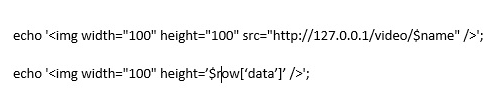 echo '<img width="100" height="100" src="http://127.0.0.1/video/$name" />';
echo '<img width="100" height=’$row[‘data’]’ />';